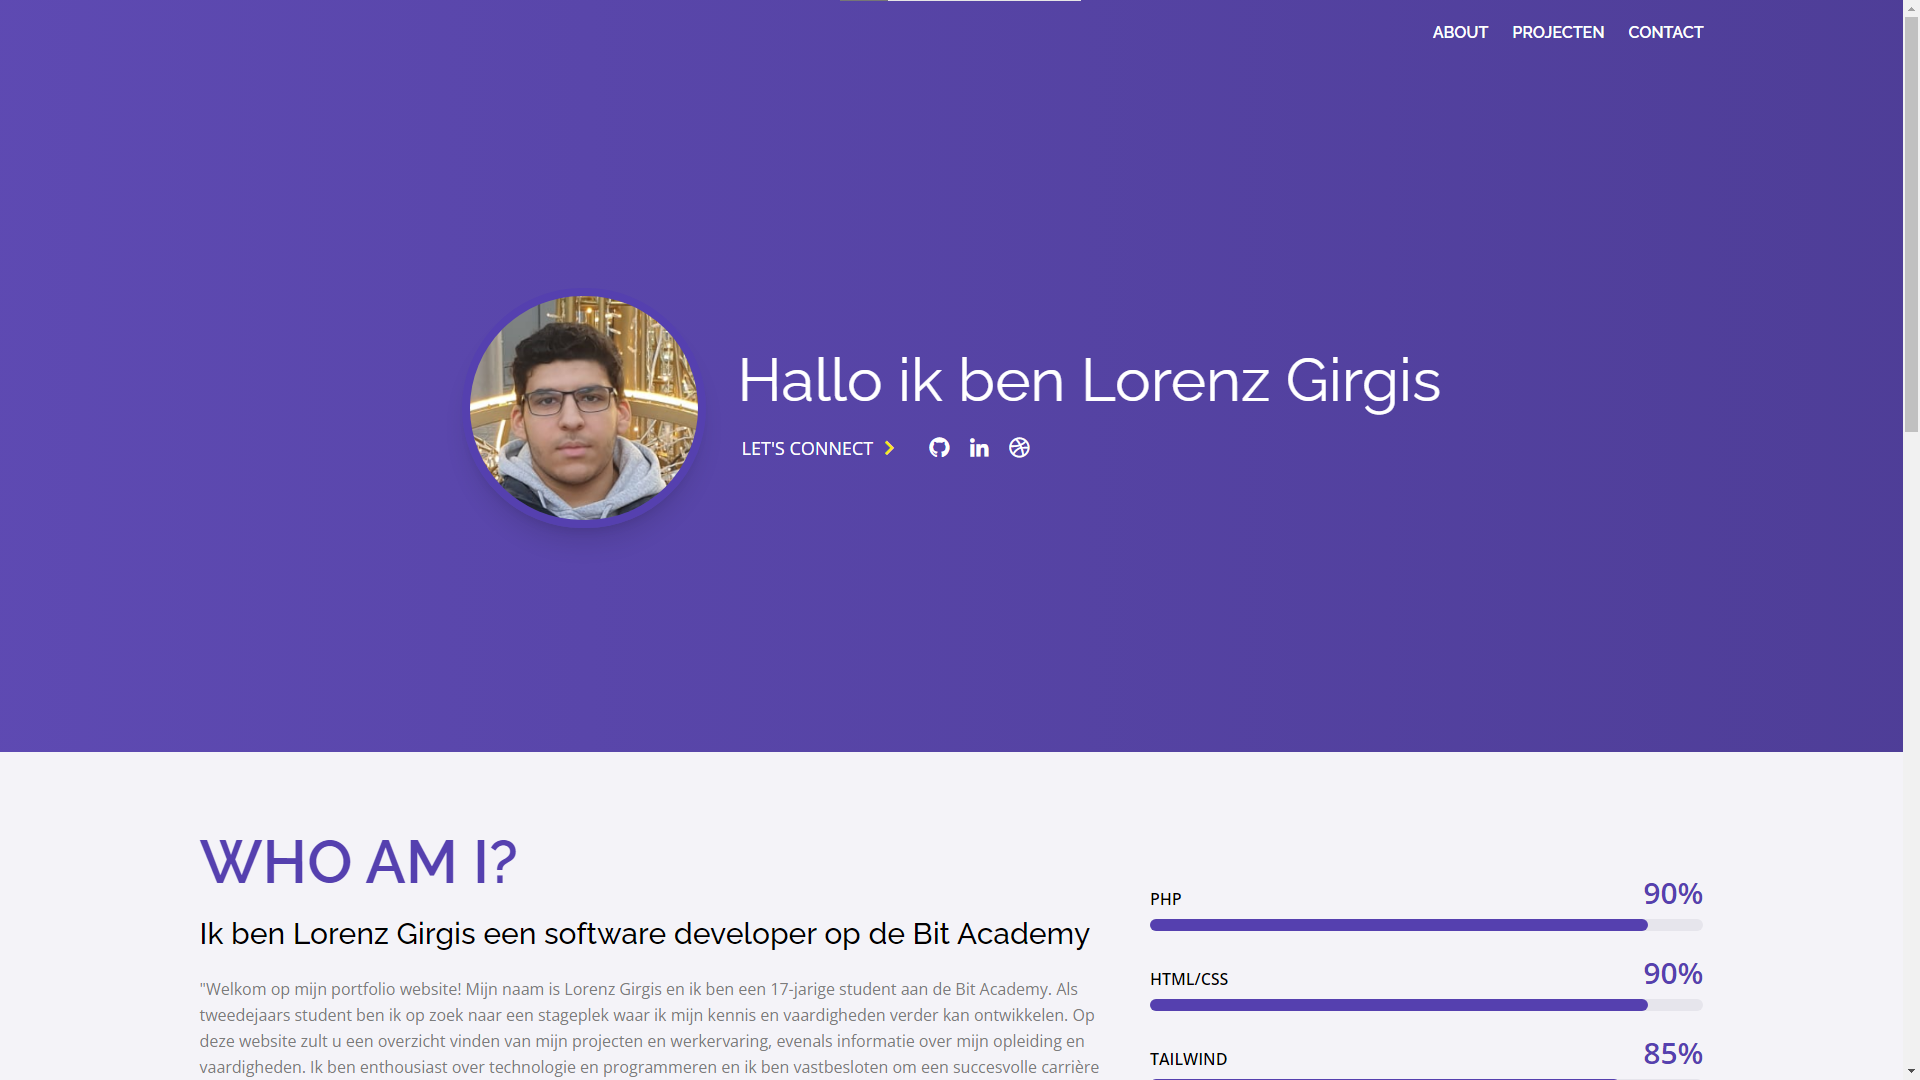 ABOUT PROJECTEN CONTACT
Hallo ik ben Lorenz Girgis
LET'S CONNECT
WHO AM I?
Ik ben Lorenz Girgis een software developer op de Bit Academy
"Welkom op mijn portfolio website! Mijn naam is Lorenz Girgis en ik ben een 17-jarige student aan de Bit Academy. Als
tweedejaars student ben ik op zoek naar een stageplek waar ik mijn kennis en vaardigheden verder kan ontwikkelen. Op
deze website zult u een overzicht vinden van mijn projecten en werkervaring, evenals informatie over mijn opleiding en
vaardigheden. Ik ben enthousiast over technologie en programmeren en ik ben vastbesloten om een succesvolle carrière
PHP 90%
HTML/CSS 90%
TAILWIND 85%